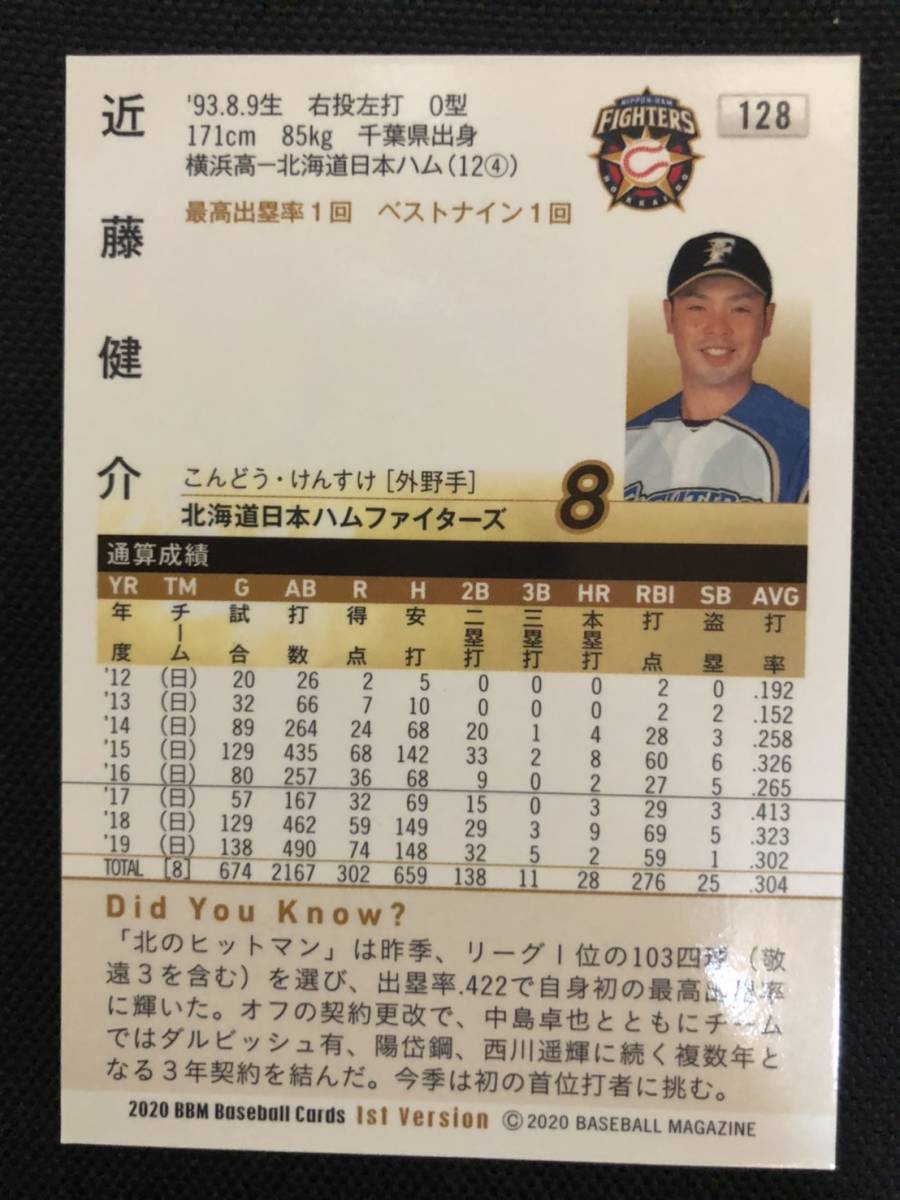 近藤健介
'93.8.9生　右投左打　O型
171cm　85kg　千葉県出身
横浜高ー北海道日本ハム(12④)
最高出塁率1回　ベストナイン1回
NIPPON-HAM
FIGHTERS
HOKKAIDO
128
F
こんどう・けんすけ [外野手]
8
北海道日本ハムファイターズ
通算成績
YR TM G AB R H 2B 3B HR RBI SB AVG
年度 チーム 試合 打数 得点 安打 二塁打 三塁打 本塁打 打点 盗塁 打率
'12 (日) 20 26 2 5 0 0 0 2 0 .192
'13 (日) 32 66 7 10 0 0 0 2 2 .152
'14 (日) 89 264 24 68 20 1 4 28 3 .258
'15 (日) 129 435 68 142 33 2 8 60 6 .326
'16 (日) 80 257 36 68 9 0 2 27 5 .265
'17 (日) 57 167 32 69 15 0 3 29 3 .413
'18 (日) 129 462 59 149 29 3 9 69 5 .323
'19 (日) 138 490 74 148 32 5 2 59 1 .302
TOTAL [8] 674 2167 302 659 138 11 28 276 25 .304
Did You Know?
「北のヒットマン」は昨季、リーグ1位の103四球（敬
遠3を含む）を選び、出塁率.422で自身初の最高出塁率
に輝いた。オフの契約更改で、中島卓也とともにチーム
ではダルビッシュ有、陽岱鋼、西川遥輝に続く複数年と
なる3年契約を結んだ。今季は初の首位打者に挑む。
2020 BBM Baseball Cards 1st Version ©2020 BASEBALL MAGAZINE